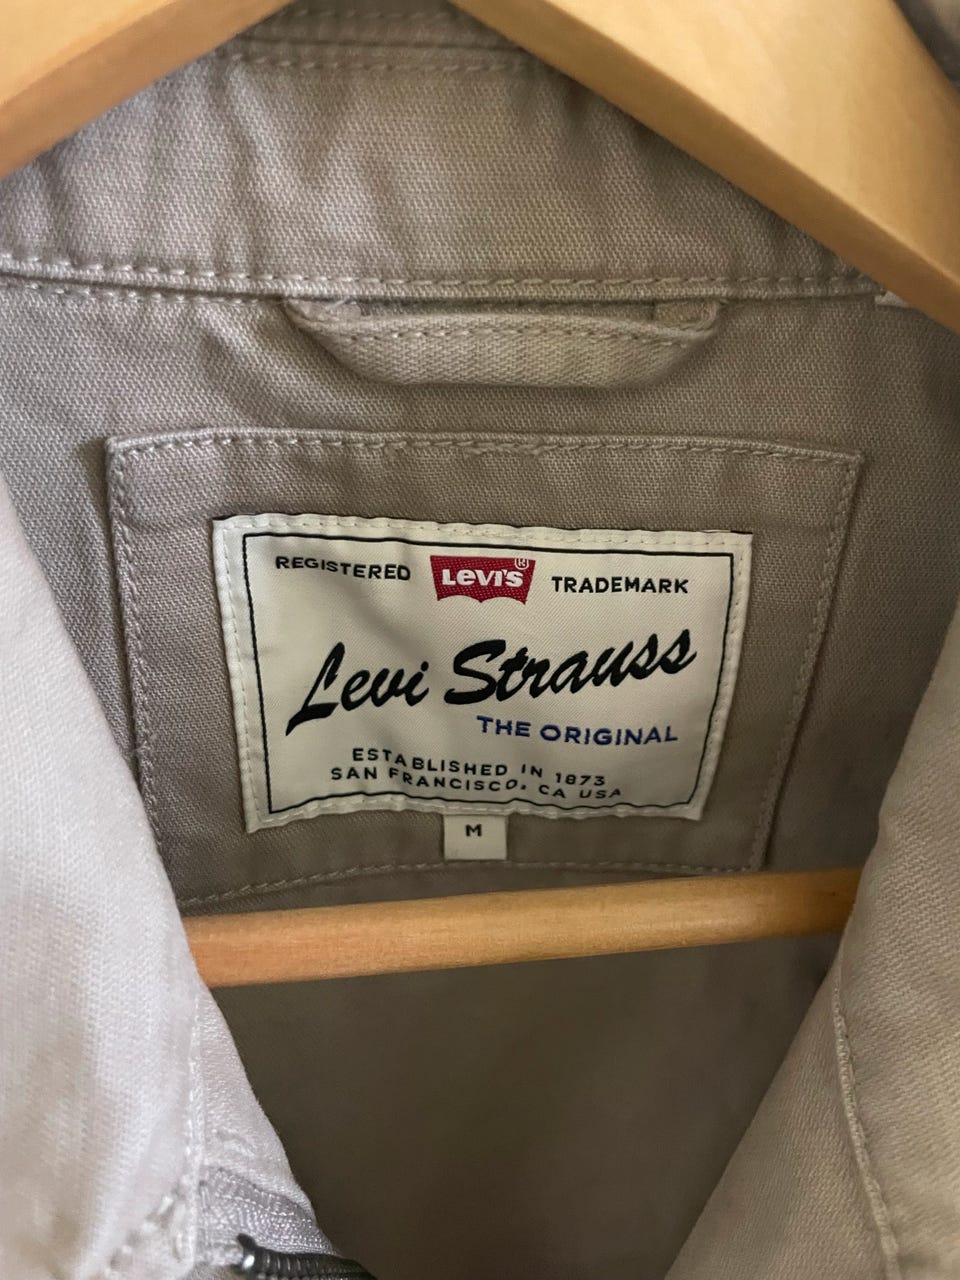 REGISTERED LEVI'S® TRADEMARK
Levi Strauss
THE ORIGINAL
ESTABLISHED IN 1873
SAN FRANCISCO, CA USA
M